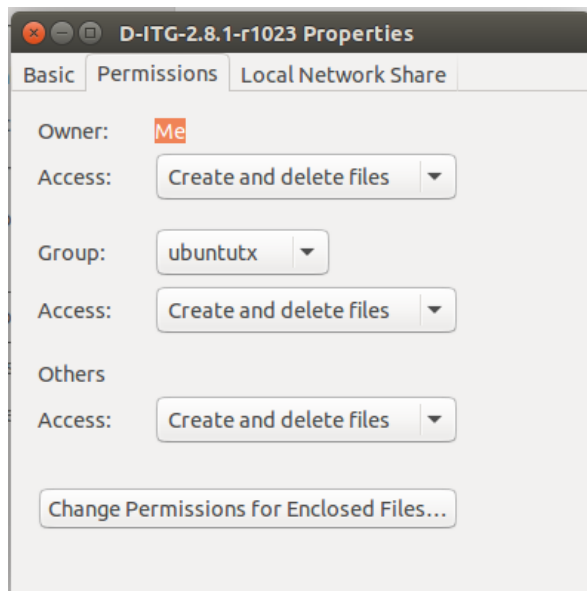 D-ITG-2.8.1-r1023 Properties
Basic Permissions Local Network Share
Owner: Me
Access: Create and delete files
Group: ubuntutx
Access: Create and delete files
Others
Access: Create and delete files
Change Permissions for Enclosed Files...